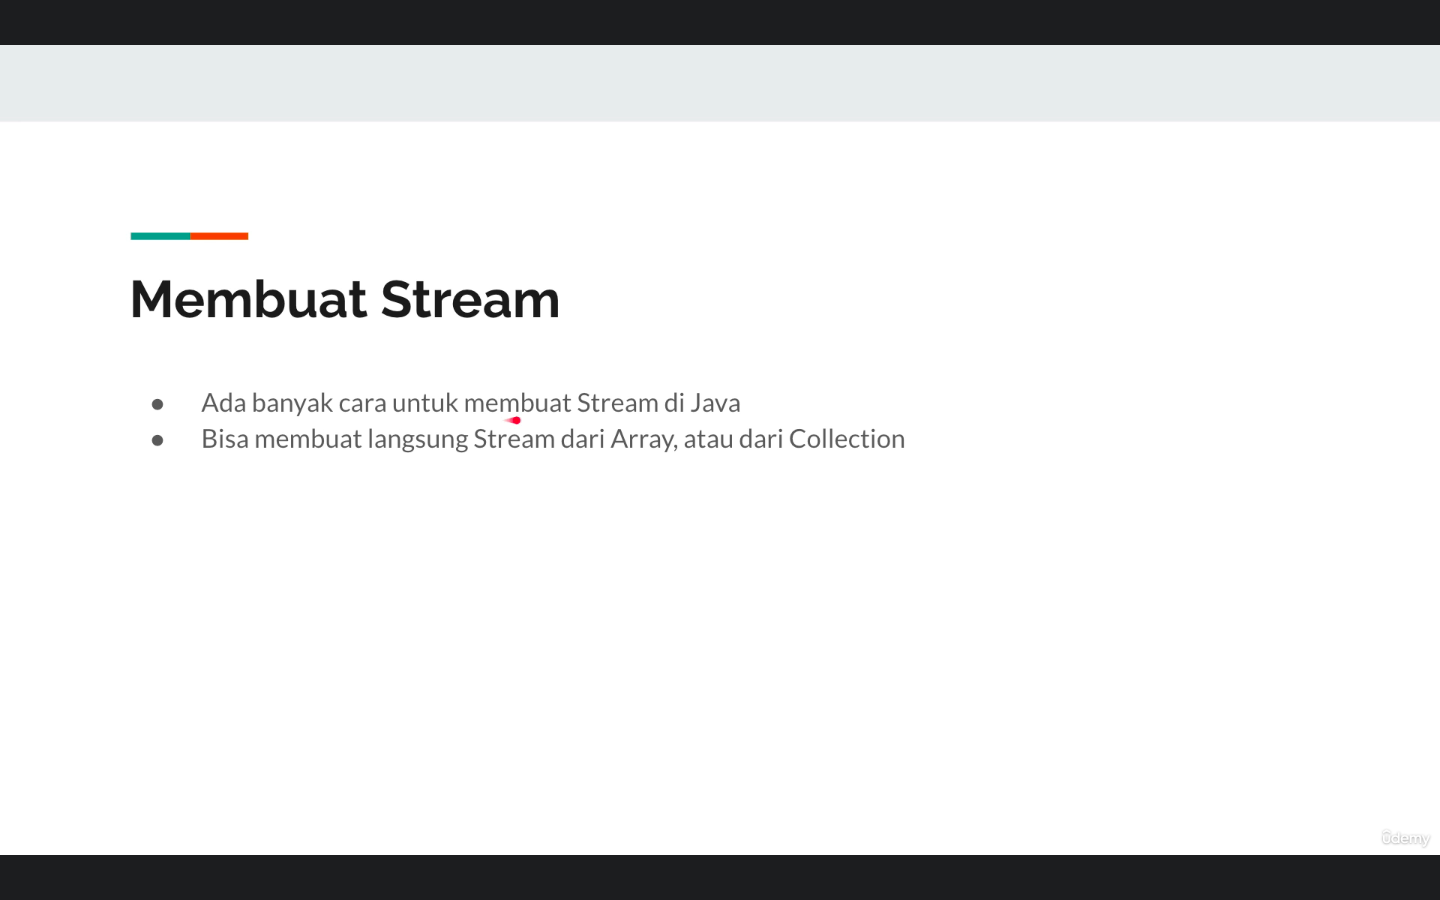 Membuat Stream
● Ada banyak cara untuk membuat Stream di Java
● Bisa membuat langsung Stream dari Array, atau dari Collection
ûdemy